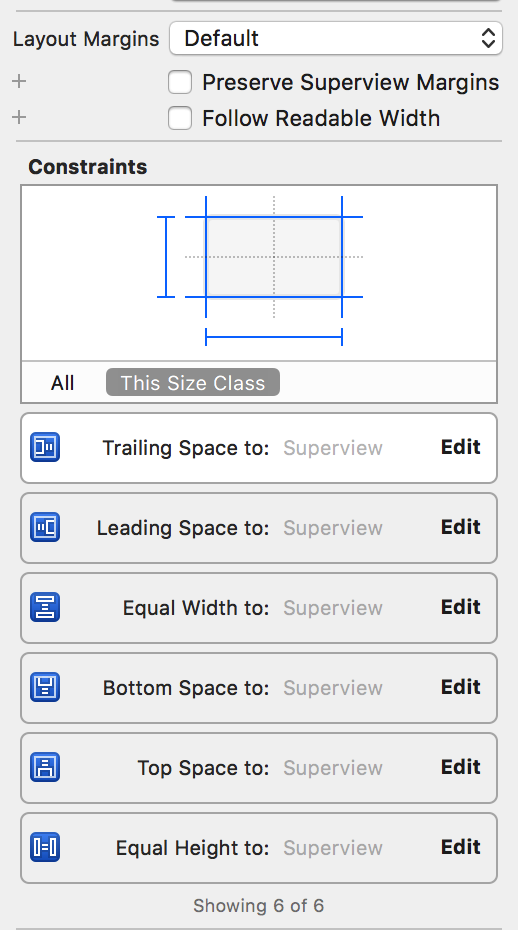 Layout Margins Default
+ Preserve Superview Margins
+ Follow Readable Width
Constraints
All This Size Class
Trailing Space to: Superview Edit
Leading Space to: Superview Edit
Equal Width to: Superview Edit
Bottom Space to: Superview Edit
Top Space to: Superview Edit
Equal Height to: Superview Edit
Showing 6 of 6